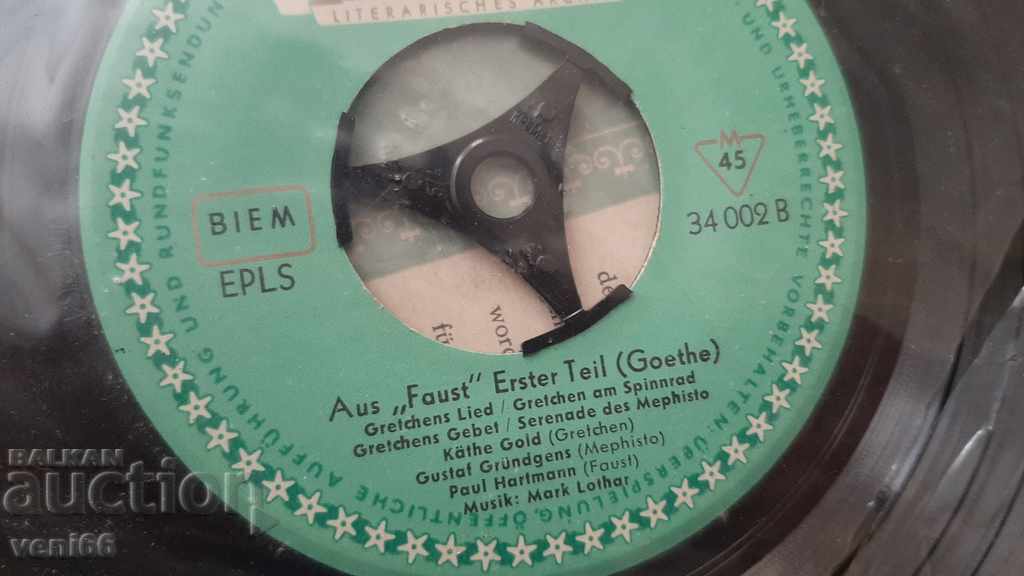 LITERARISCHES
BIEM
EPLS
M
45
34 002 B
Aus „Faust" Erster Teil (Goethe)
Gretchens Lied / Gretchen am Spinnrad
Gretchens Gebet / Serenade des Mephisto
Käthe Gold (Gretchen)
Gustaf Gründgens (Mephisto)
Paul Hartmann (Faust)
Musik: Mark Lothar
UND URHEBERRECHTE VORBEHALTEN: ÜBERSPIELUNG, ÖFFENTLICHE AUFFÜHRUNG UND RUNDFUNKSENDUNG
wor
BALKAN
auction
veni66